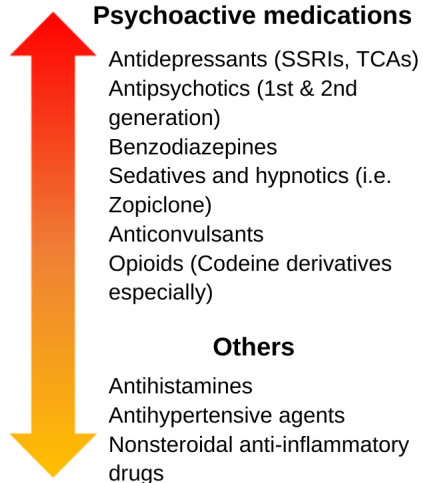 Psychoactive medications
Antidepressants (SSRIs, TCAs)
Antipsychotics (1st & 2nd
generation)
Benzodiazepines
Sedatives and hypnotics (i.e.
Zopiclone)
Anticonvulsants
Opioids (Codeine derivatives
especially)
Others
Antihistamines
Antihypertensive agents
Nonsteroidal anti-inflammatory
drugs